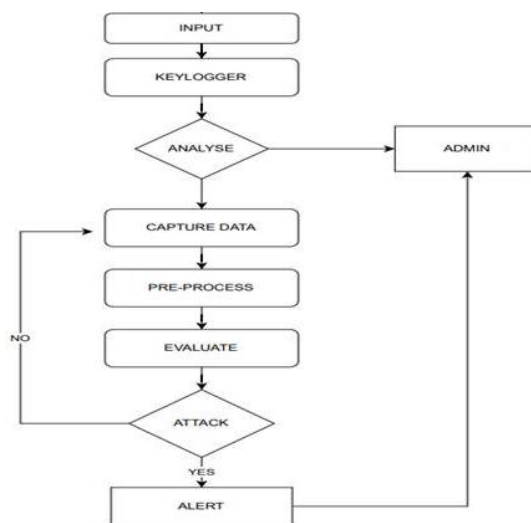 INPUT
KEYLOGGER
ANALYSE
ADMIN
CAPTURE DATA
PRE-PROCESS
NO
EVALUATE
ATTACK
YES
ALERT